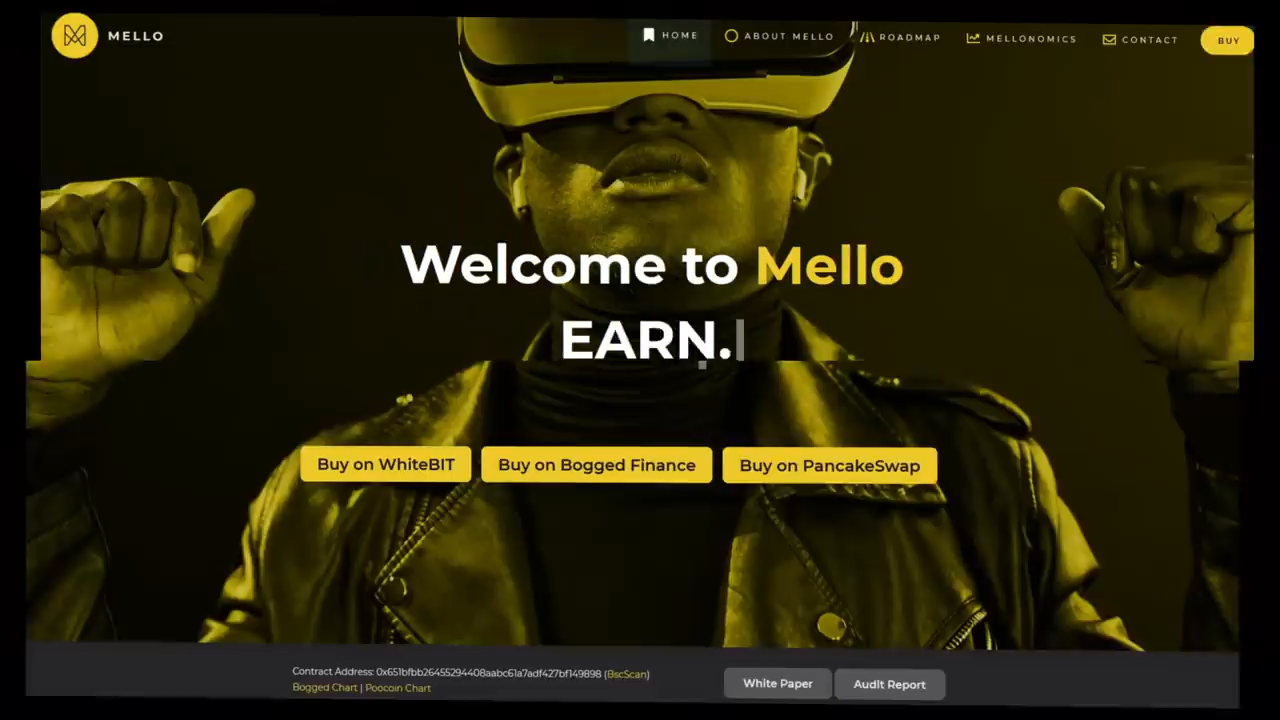 MELLO
HOME
ABOUT MELLO
ROADMAP
MELLONOMICS
CONTACT
BUY
Welcome to Mello
EARN.
Buy on WhiteBIT
Buy on Bogged Finance
Buy on PancakeSwap
Contract Address: 0x651bfbb26455294408aabc61a7adf427bf149898 (BscScan)
Bogged Chart | Poocoin Chart
White Paper
Audit Report